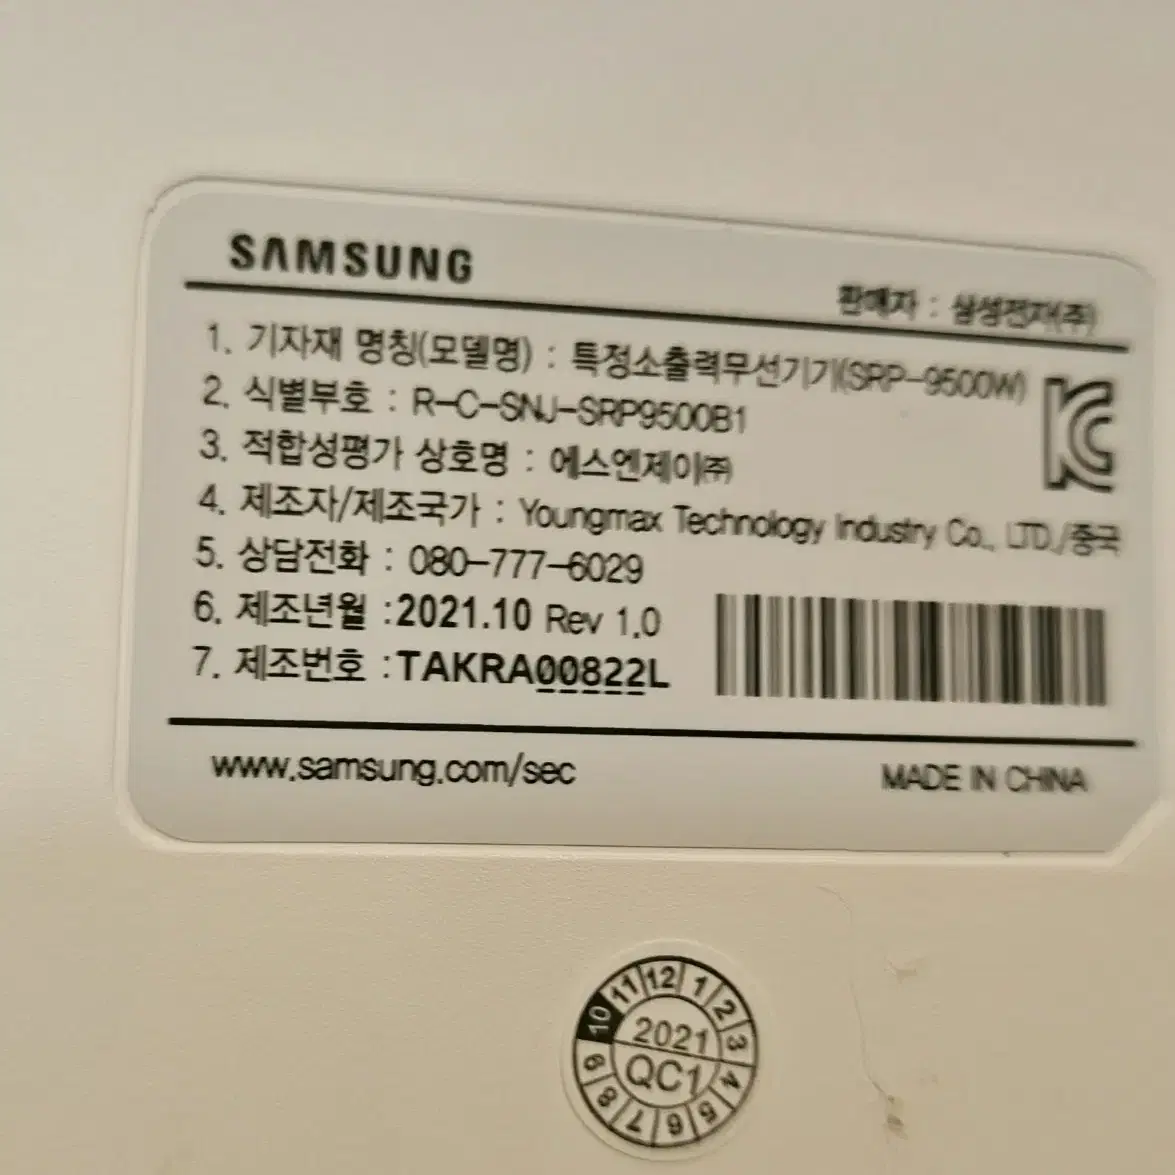 SAMSUNG
판매자 : 삼성전자(주)
1. 기자재 명칭(모델명) : 특정소출력무선기기(SRP-9500W)
2. 식별부호 : R-C-SNJ-SRP9500B1
3. 적합성평가 상호명 : 에스엔제이㈜
4. 제조자/제조국가 : Youngmax Technology Industry Co., LTD./중국
5. 상담전화 : 080-777-6029
6. 제조년월 :2021.10 Rev 1.0
7. 제조번호 :TAKRA00822L
www.samsung.com/sec
MADE IN CHINA
1 2 3 4 5 6 7 8 9 10 11 12
2021
QC1